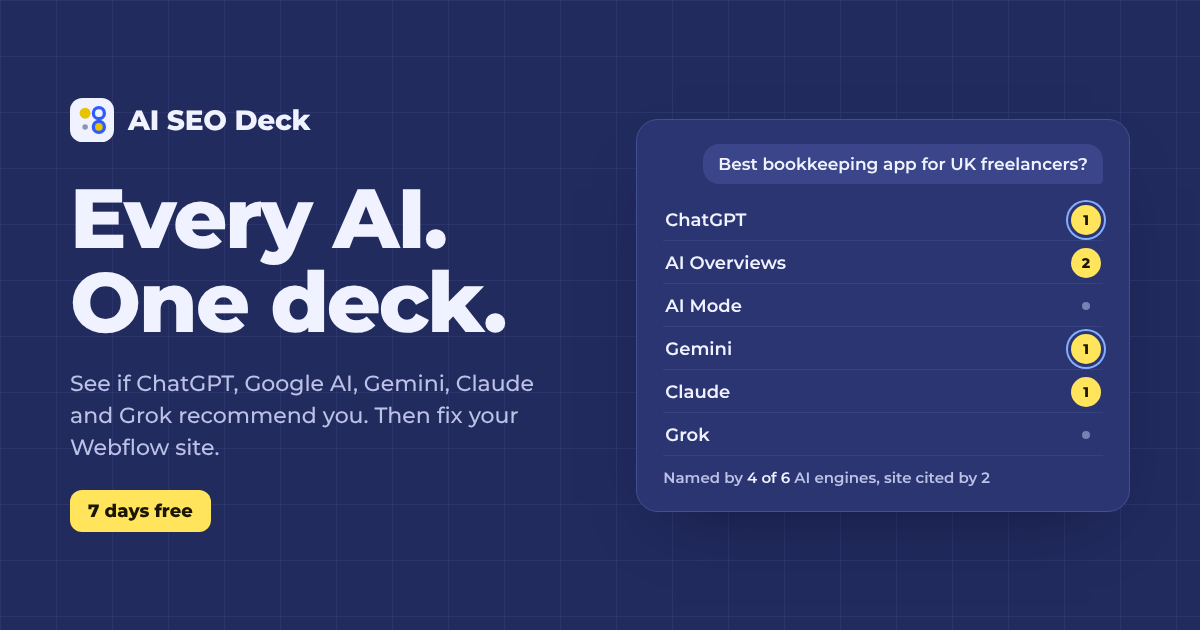 AI SEO Deck
Every AI.
One deck.
See if ChatGPT, Google AI, Gemini, Claude
and Grok recommend you. Then fix your
Webflow site.
7 days free
Best bookkeeping app for UK freelancers?
ChatGPT 1
AI Overviews 2
AI Mode
Gemini 1
Claude 1
Grok
Named by 4 of 6 AI engines, site cited by 2